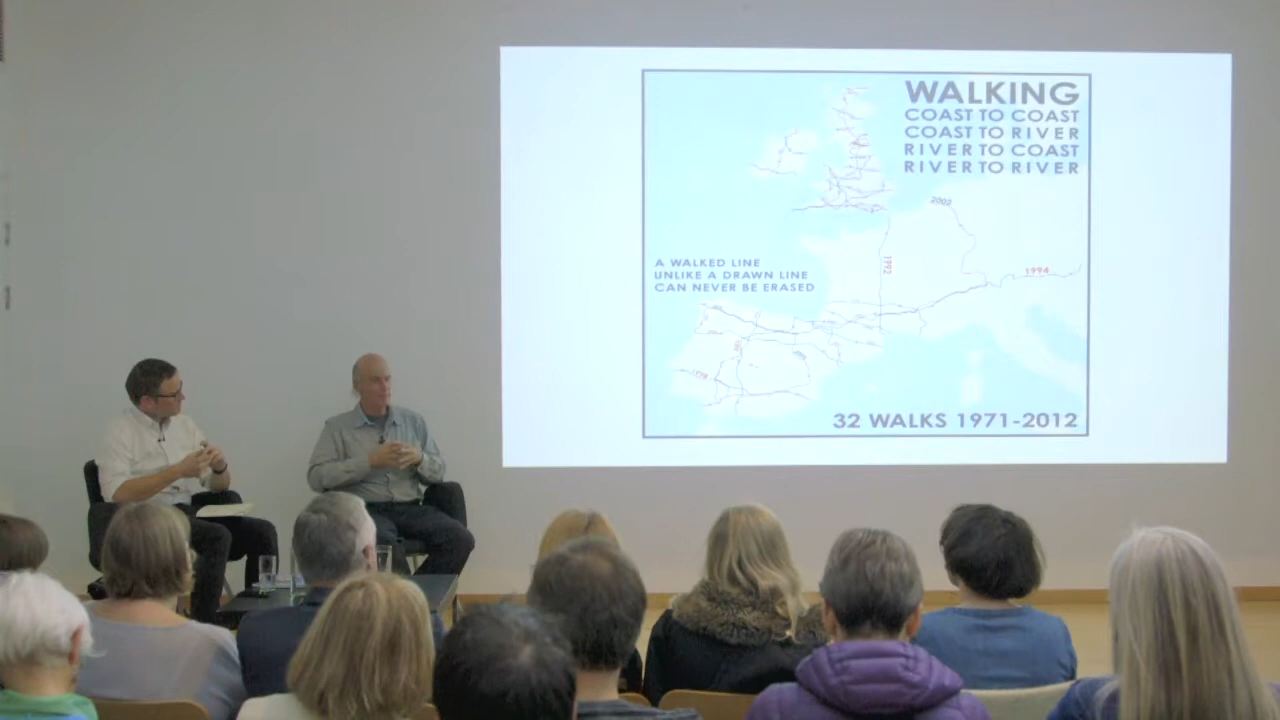 WALKING
COAST TO COAST
COAST TO RIVER
RIVER TO COAST
RIVER TO RIVER
2002
1992
1994
A WALKED LINE
UNLIKE A DRAWN LINE
CAN NEVER BE ERASED
32 WALKS 1971-2012